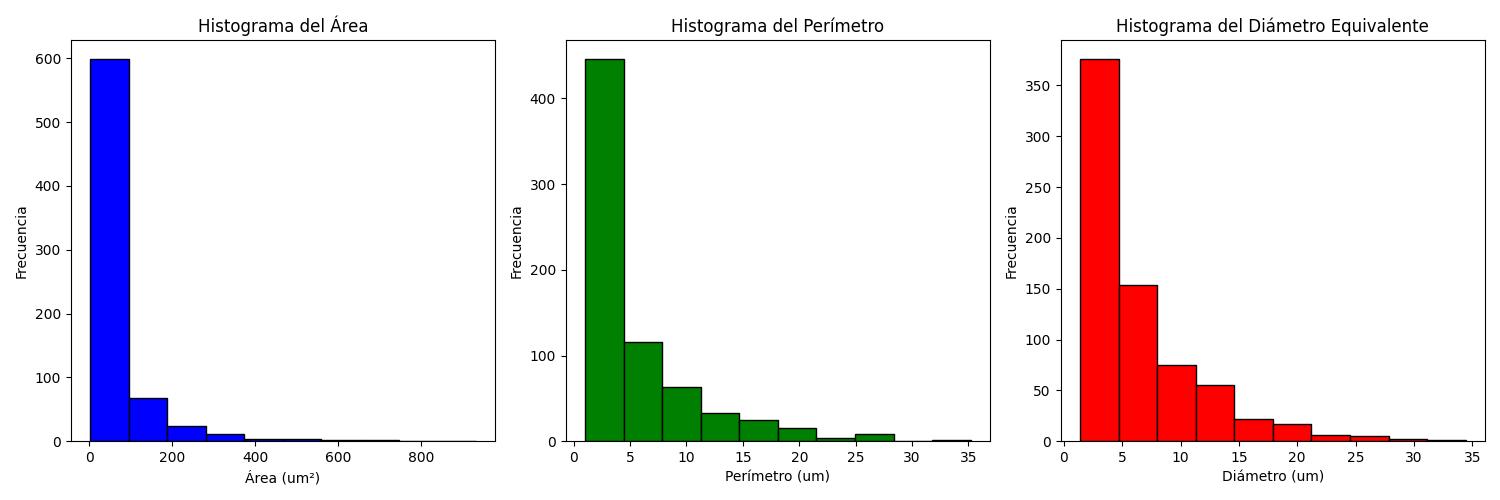 Histograma del Área
Frecuencia
600
500
400
300
200
100
0
0 200 400 600 800
Área (um²)
Histograma del Perímetro
Frecuencia
400
300
200
100
0
0 5 10 15 20 25 30 35
Perímetro (um)
Histograma del Diámetro Equivalente
Frecuencia
350
300
250
200
150
100
50
0
0 5 10 15 20 25 30 35
Diámetro (um)